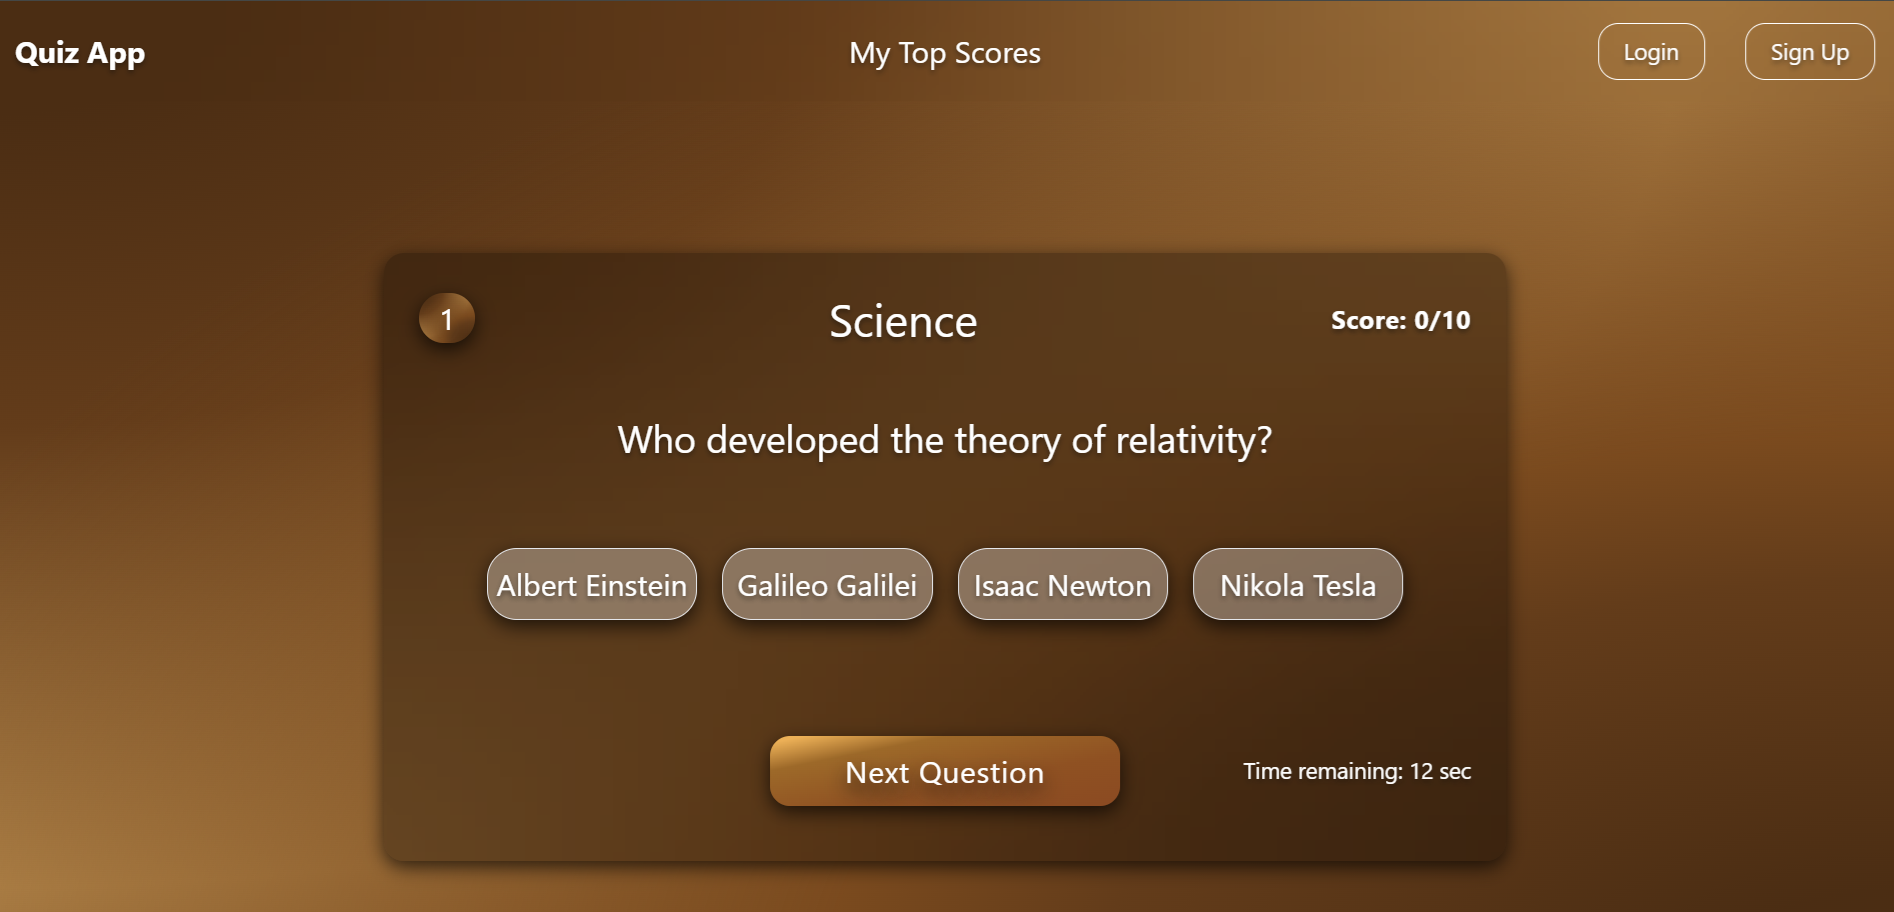 Quiz App
My Top Scores
Login
Sign Up
1
Science
Score: 0/10
Who developed the theory of relativity?
Albert Einstein
Galileo Galilei
Isaac Newton
Nikola Tesla
Next Question
Time remaining: 12 sec